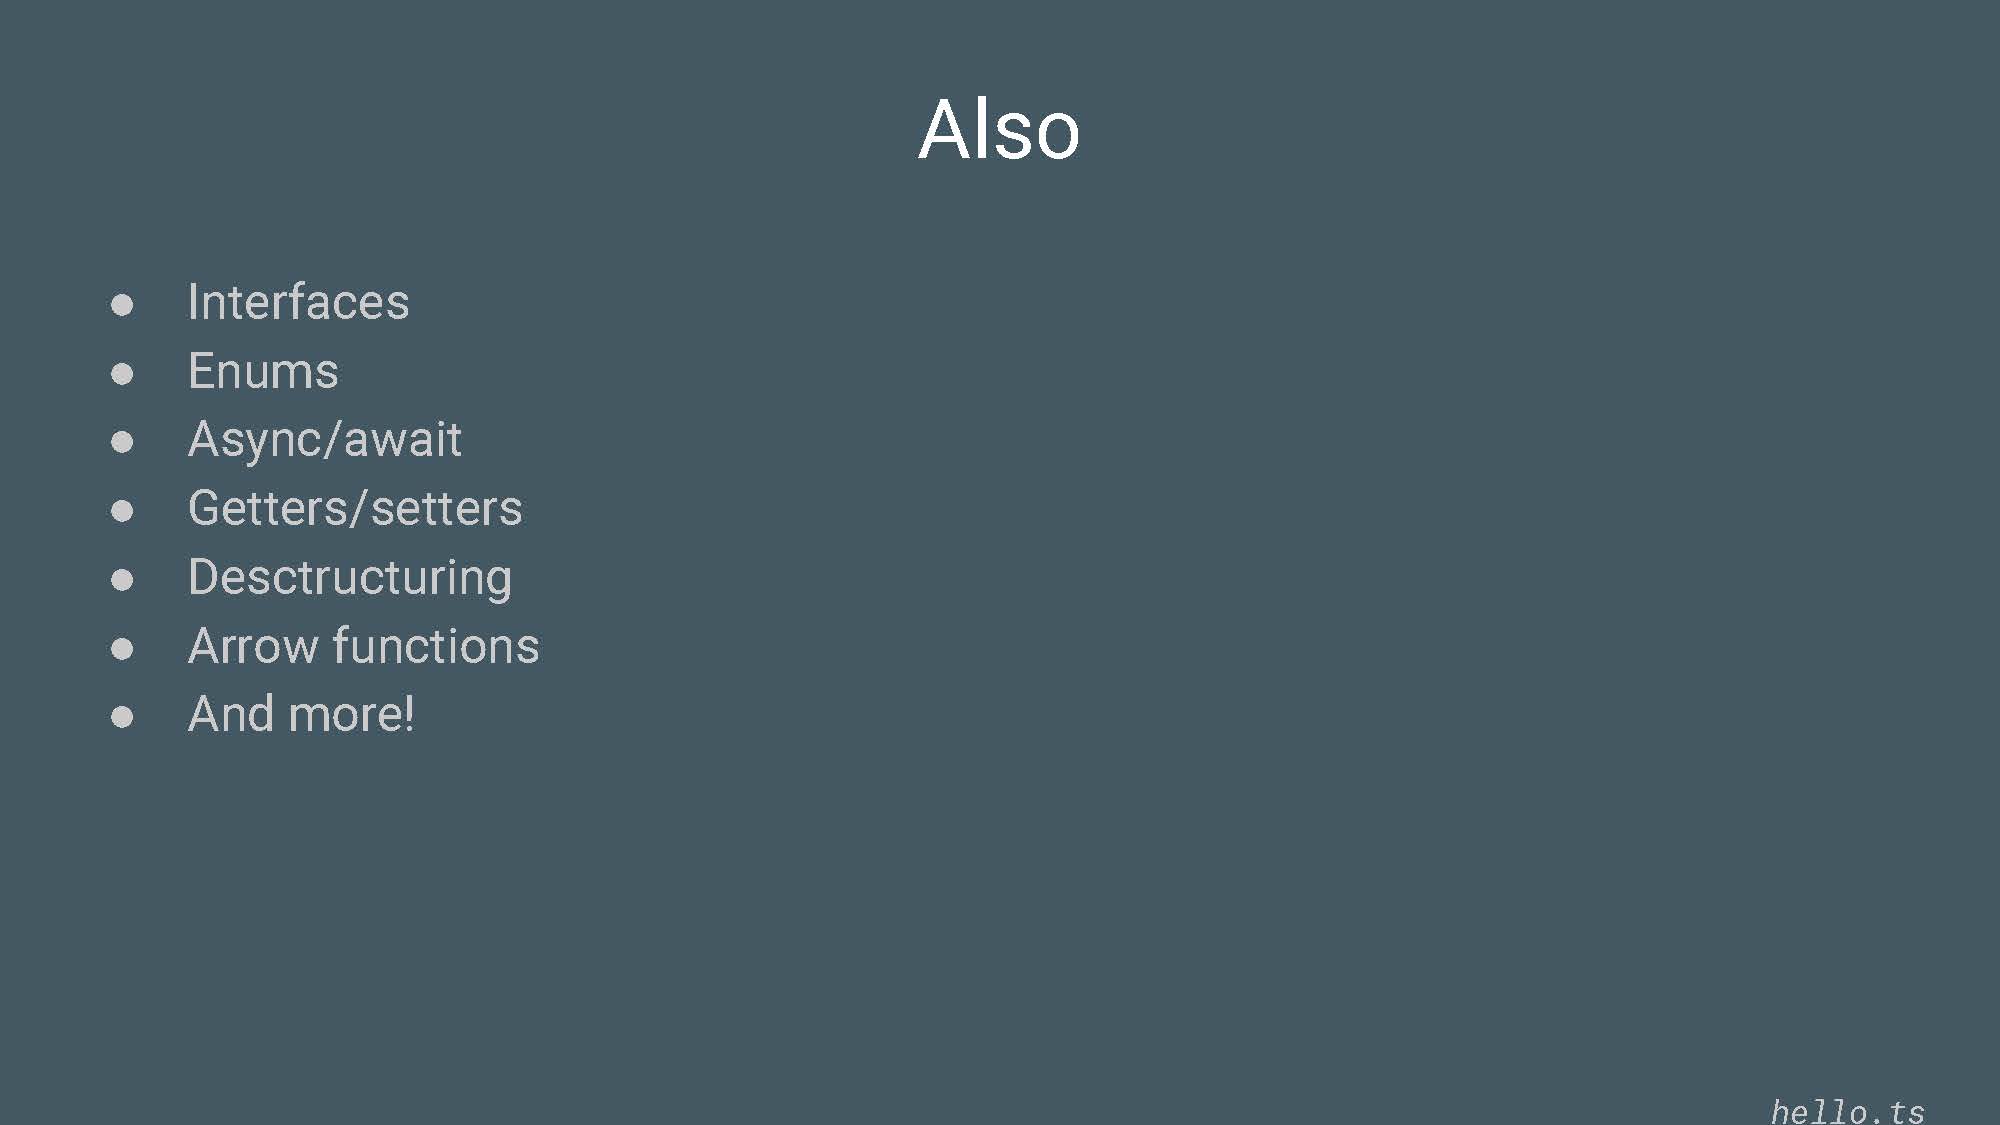 Also
● Interfaces
● Enums
● Async/await
● Getters/setters
● Desctructuring
● Arrow functions
● And more!
hello.ts